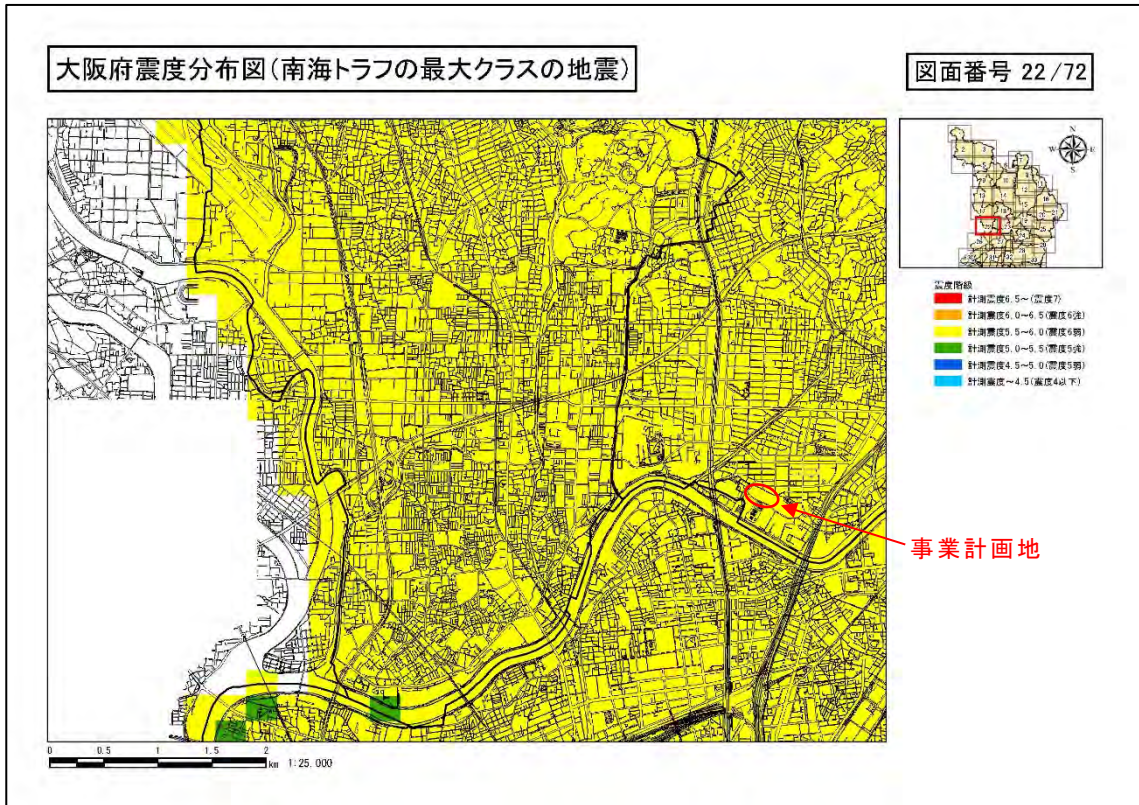 大阪府震度分布図(南海トラフの最大クラスの地震)
図面番号 22/72
N
W
E
S
震度階級
計測震度6.5~(震度7)
計測震度6.0~6.5(震度6強)
計測震度5.5~6.0(震度6弱)
計測震度5.0~5.5(震度5強)
計測震度4.5~5.0(震度5弱)
計測震度~4.5(震度4以下)
事業計画地
0 0.5 1 1.5 2
km 1:25.000